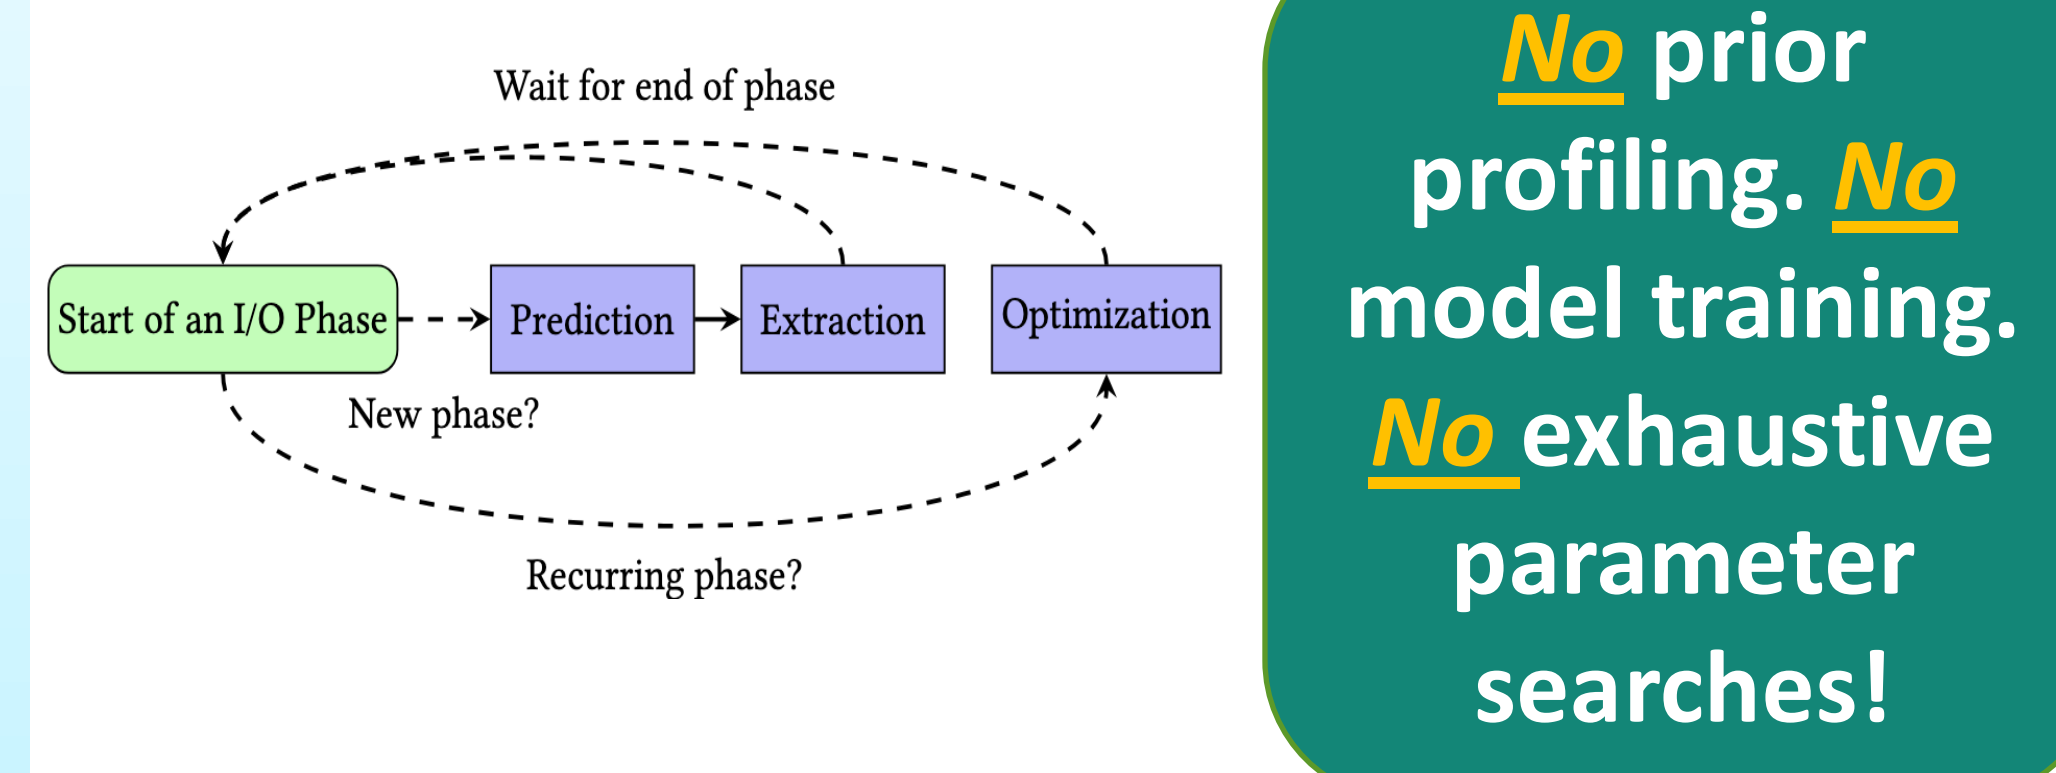 Wait for end of phase
Start of an I/O Phase
Prediction
Extraction
Optimization
New phase?
Recurring phase?
No prior
profiling. No
model training.
No exhaustive
parameter
searches!